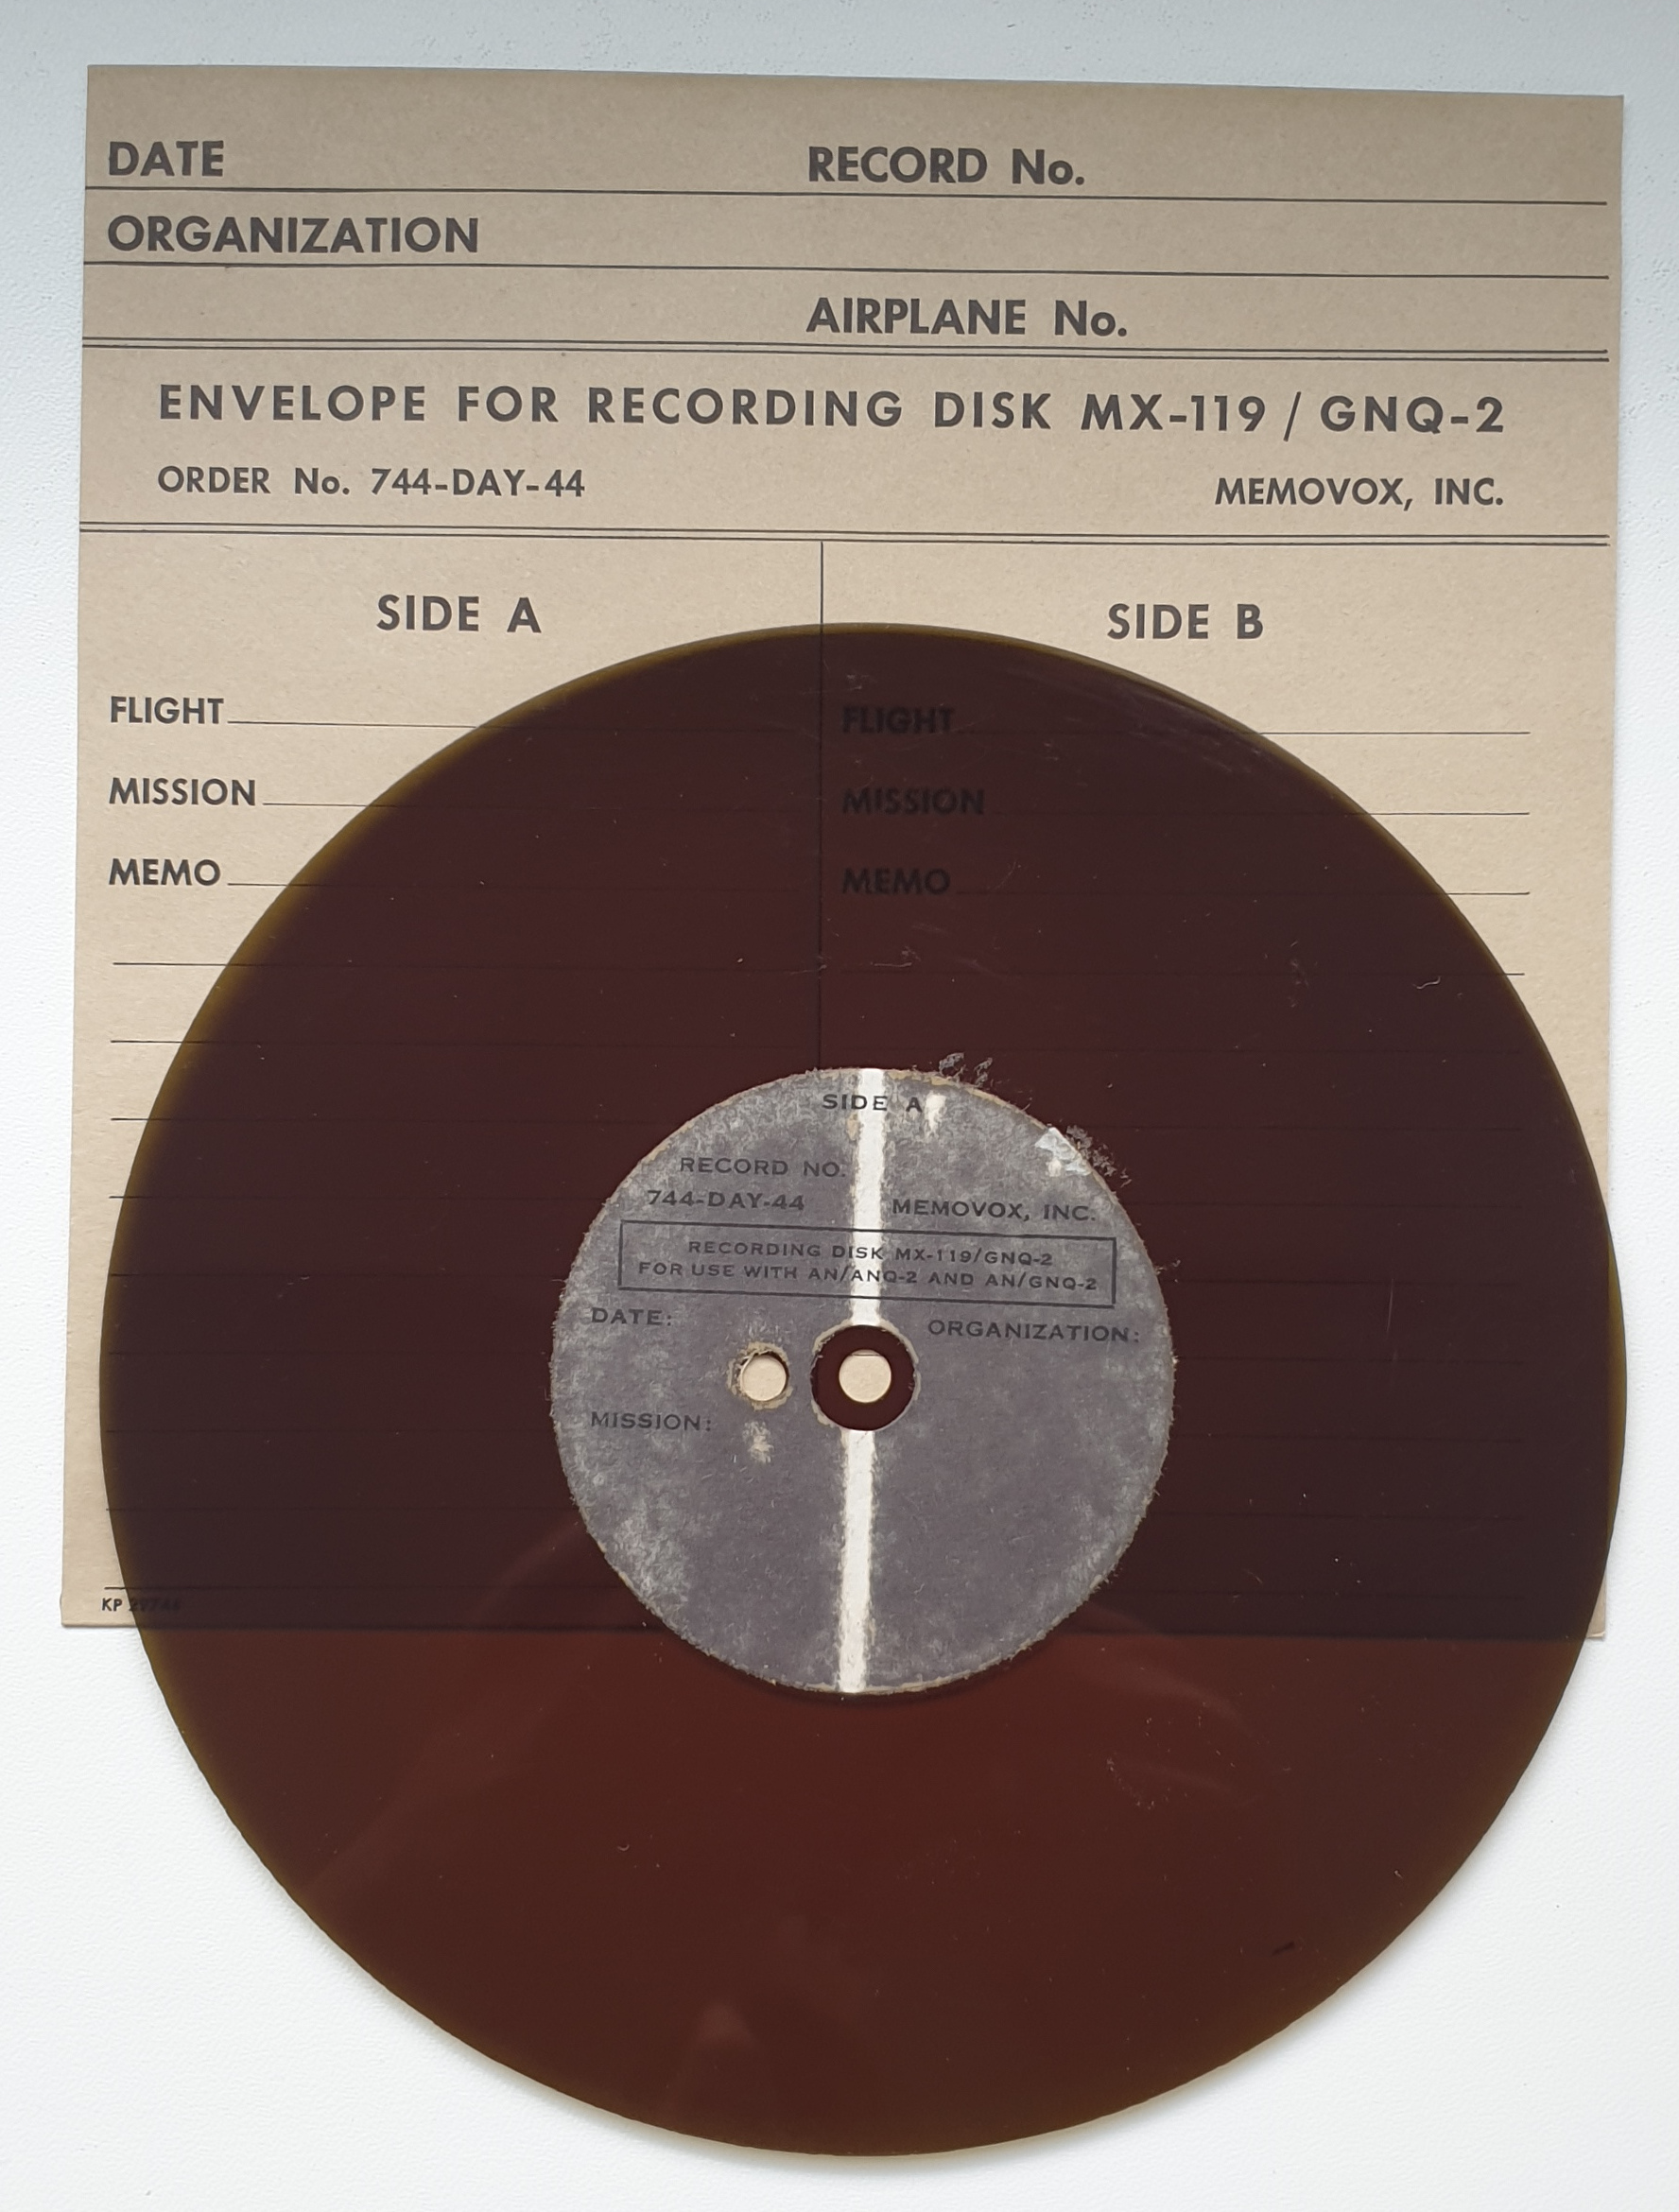 DATE RECORD No.
ORGANIZATION
AIRPLANE No.
ENVELOPE FOR RECORDING DISK MX-119 / GNQ-2
ORDER No. 744-DAY-44 MEMOVOX, INC.
SIDE A SIDE B
FLIGHT FLIGHT
MISSION MISSION
MEMO MEMO
SIDE A
RECORD NO.
744-DAY-44 MEMOVOX, INC.
RECORDING DISK MX-119/GNQ-2
FOR USE WITH AN/ANQ-2 AND AN/GNQ-2
DATE: ORGANIZATION:
MISSION:
KP